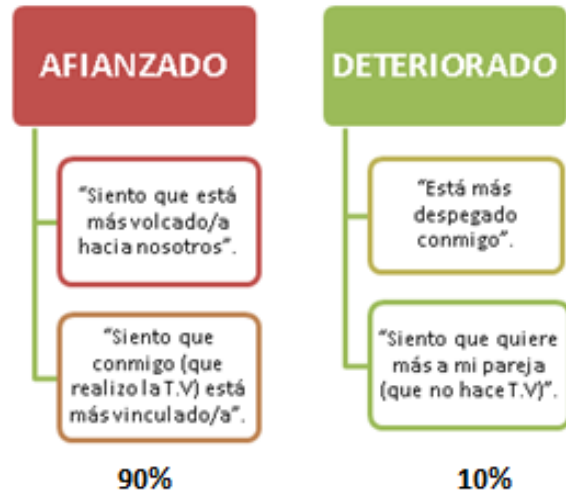 AFIANZADO
"Siento que está
más volcado/a
hacia nosotros".
"Siento que
conmigo (que
realizo la T.V) está
más vinculado/a".
90%
DETERIORADO
"Está más
despegado
conmigo".
"Siento que quiere
más a mi pareja
(que no hace T.V)".
10%